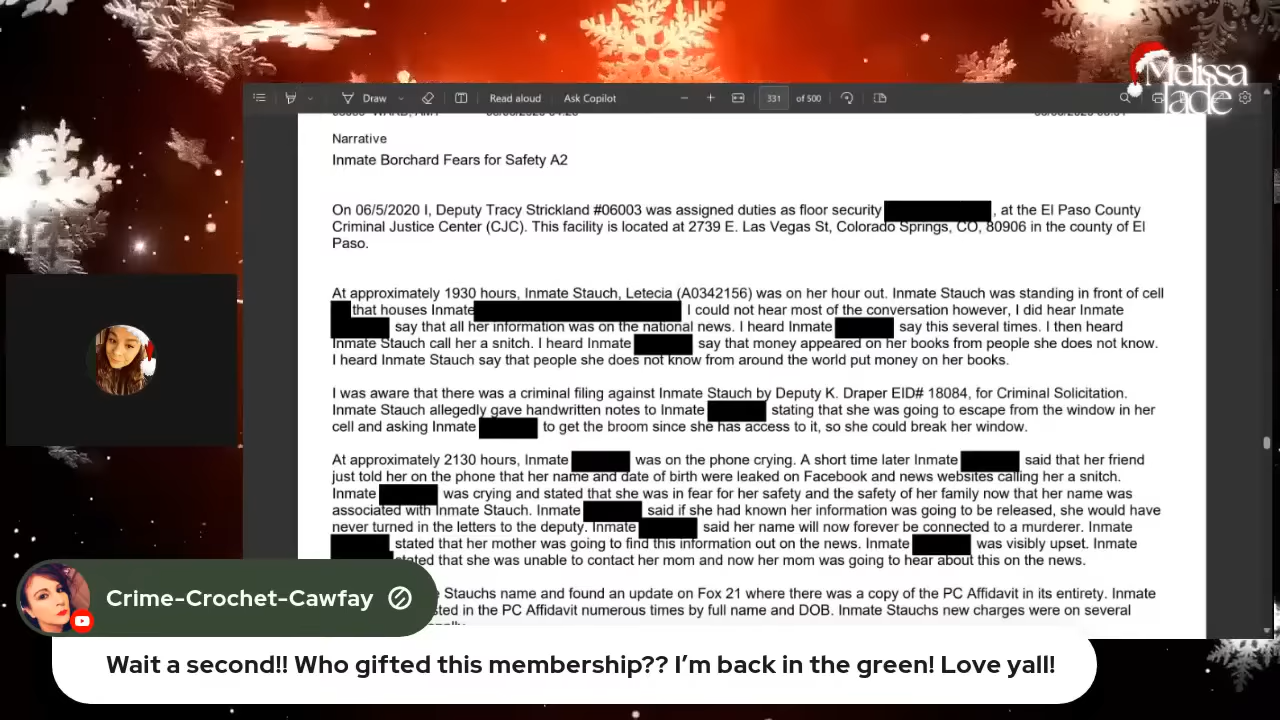 Melissa
Jade
Draw
Read aloud
Ask Copilot
331
of 500
Narrative
Inmate Borchard Fears for Safety A2
On 06/5/2020 I, Deputy Tracy Strickland #06003 was assigned duties as floor security , at the El Paso County
Criminal Justice Center (CJC). This facility is located at 2739 E. Las Vegas St, Colorado Springs, CO, 80906 in the county of El
Paso.
At approximately 1930 hours, Inmate Stauch, Letecia (A0342156) was on her hour out. Inmate Stauch was standing in front of cell
that houses Inmate I could not hear most of the conversation however, I did hear Inmate
say that all her information was on the national news. I heard Inmate say this several times. I then heard
Inmate Stauch call her a snitch. I heard Inmate say that money appeared on her books from people she does not know.
I heard Inmate Stauch say that people she does not know from around the world put money on her books.
I was aware that there was a criminal filing against Inmate Stauch by Deputy K. Draper EID# 18084, for Criminal Solicitation.
Inmate Stauch allegedly gave handwritten notes to Inmate stating that she was going to escape from the window in her
cell and asking Inmate to get the broom since she has access to it, so she could break her window.
At approximately 2130 hours, Inmate was on the phone crying. A short time later Inmate said that her friend
just told her on the phone that her name and date of birth were leaked on Facebook and news websites calling her a snitch.
Inmate was crying and stated that she was in fear for her safety and the safety of her family now that her name was
associated with Inmate Stauch. Inmate said if she had known her information was going to be released, she would have
never turned in the letters to the deputy. Inmate said her name will now forever be connected to a murderer. Inmate
stated that her mother was going to find this information out on the news. Inmate was visibly upset. Inmate
that she was unable to contact her mom and now her mom was going to hear about this on the news.
Stauchs name and found an update on Fox 21 where there was a copy of the PC Affidavit in its entirety. Inmate
in the PC Affidavit numerous times by full name and DOB. Inmate Stauchs new charges were on several
Crime-Crochet-Cawfay
Wait a second!! Who gifted this membership?? I'm back in the green! Love yall!